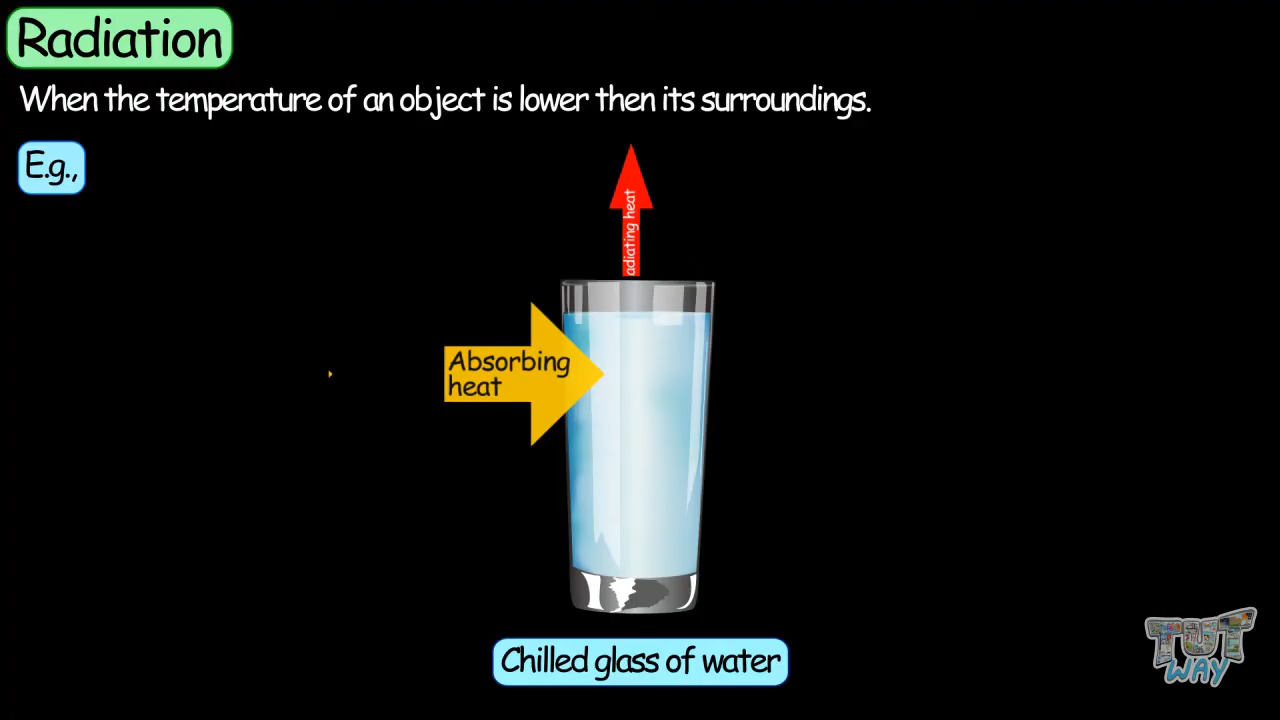 Radiation
When the temperature of an object is lower then its surroundings.
E.g.,
adiating heat
Absorbing
heat
Chilled glass of water
TUT
WAY